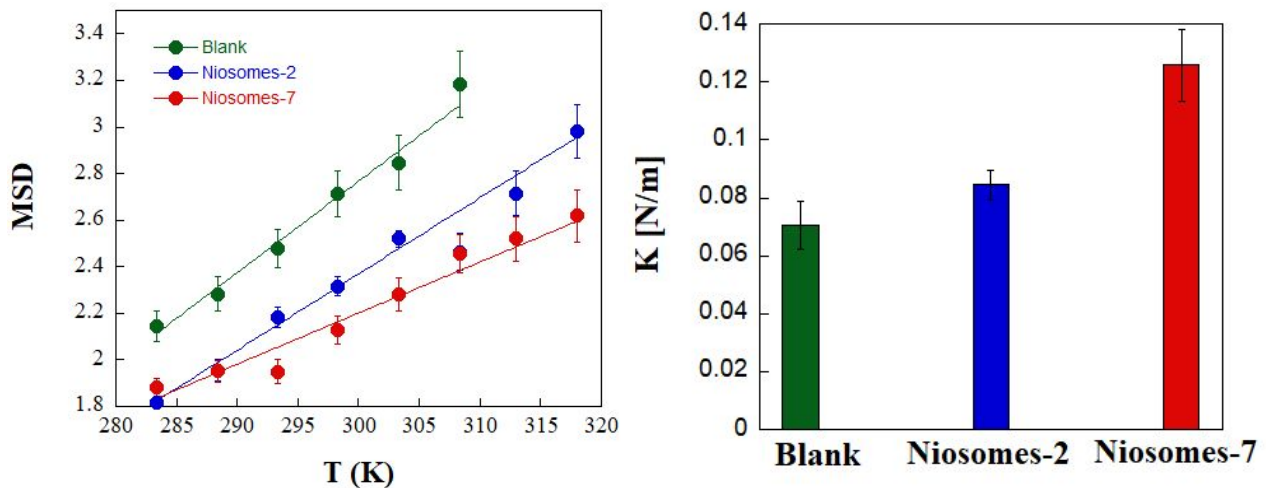 3.4
3.2
3
2.8
2.6
2.4
2.2
2
1.8
MSD
Blank
Niosomes-2
Niosomes-7
280 285 290 295 300 305 310 315 320
T (K)
0.14
0.12
0.1
0.08
0.06
0.04
0.02
0
K [N/m]
Blank Niosomes-2 Niosomes-7